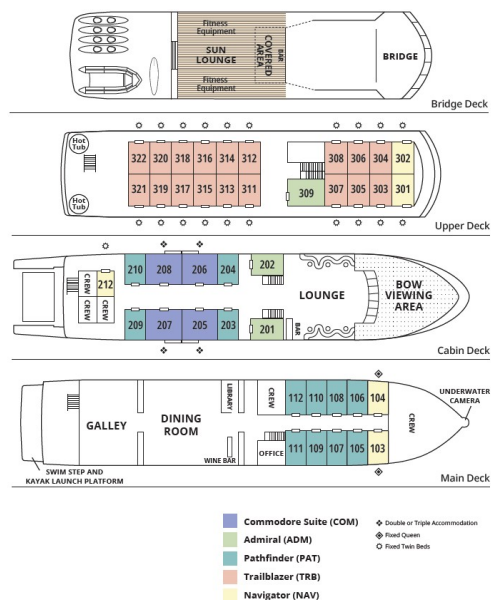 Fitness
Equipment
SUN
LOUNGE
BAR
COVERED
AREA
BRIDGE
Fitness
Equipment
Bridge Deck
Hot
Tub
322 320 318 316 314 312
308 306 304 302
321 319 317 315 313 311
309
307 305 303 301
Hot
Tub
Upper Deck
CREW
212
CREW
CREW
210 208 206 204
202
209 207 205 203
201
BAR
LOUNGE
BOW
VIEWING
AREA
Cabin Deck
GALLEY
DINING
ROOM
LIBRARY
WINE BAR
CREW
OFFICE
112 110 108 106 104
111 109 107 105 103
CREW
UNDERWATER
CAMERA
SWIM STEP AND
KAYAK LAUNCH PLATFORM
Main Deck
Commodore Suite (COM)
Admiral (ADM)
Pathfinder (PAT)
Trailblazer (TRB)
Navigator (NAV)
Double or Triple Accommodation
Fixed Queen
Fixed Twin Beds